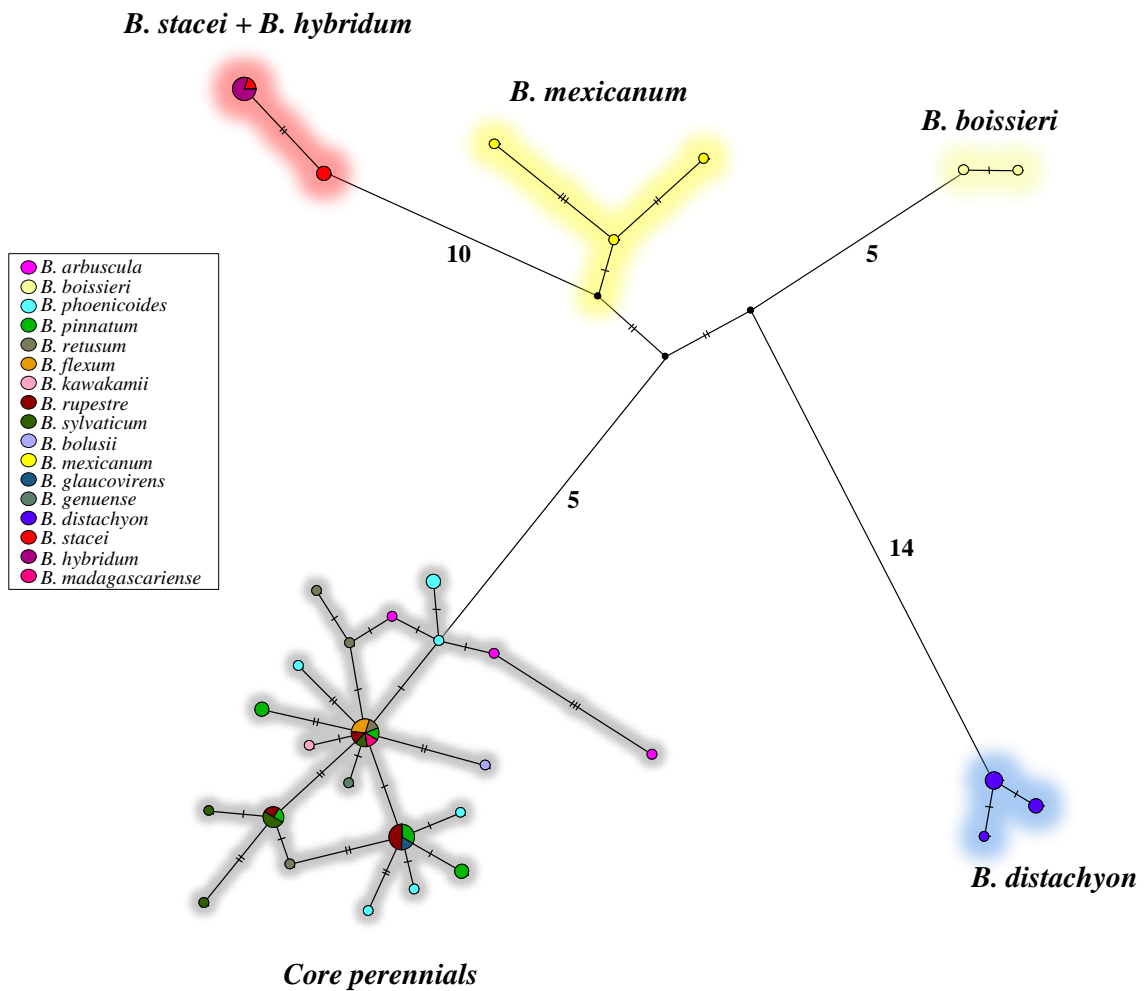 B. stacei + B. hybridum
B. mexicanum
B. boissieri
10
5
B. arbuscula
B. boissieri
B. phoenicoides
B. pinnatum
B. retusum
B. flexum
B. kawakamii
B. rupestre
B. sylvaticum
B. bolusii
B. mexicanum
B. glaucovirens
B. genuense
B. distachyon
B. stacei
B. hybridum
B. madagascariense
5
14
B. distachyon
Core perennials